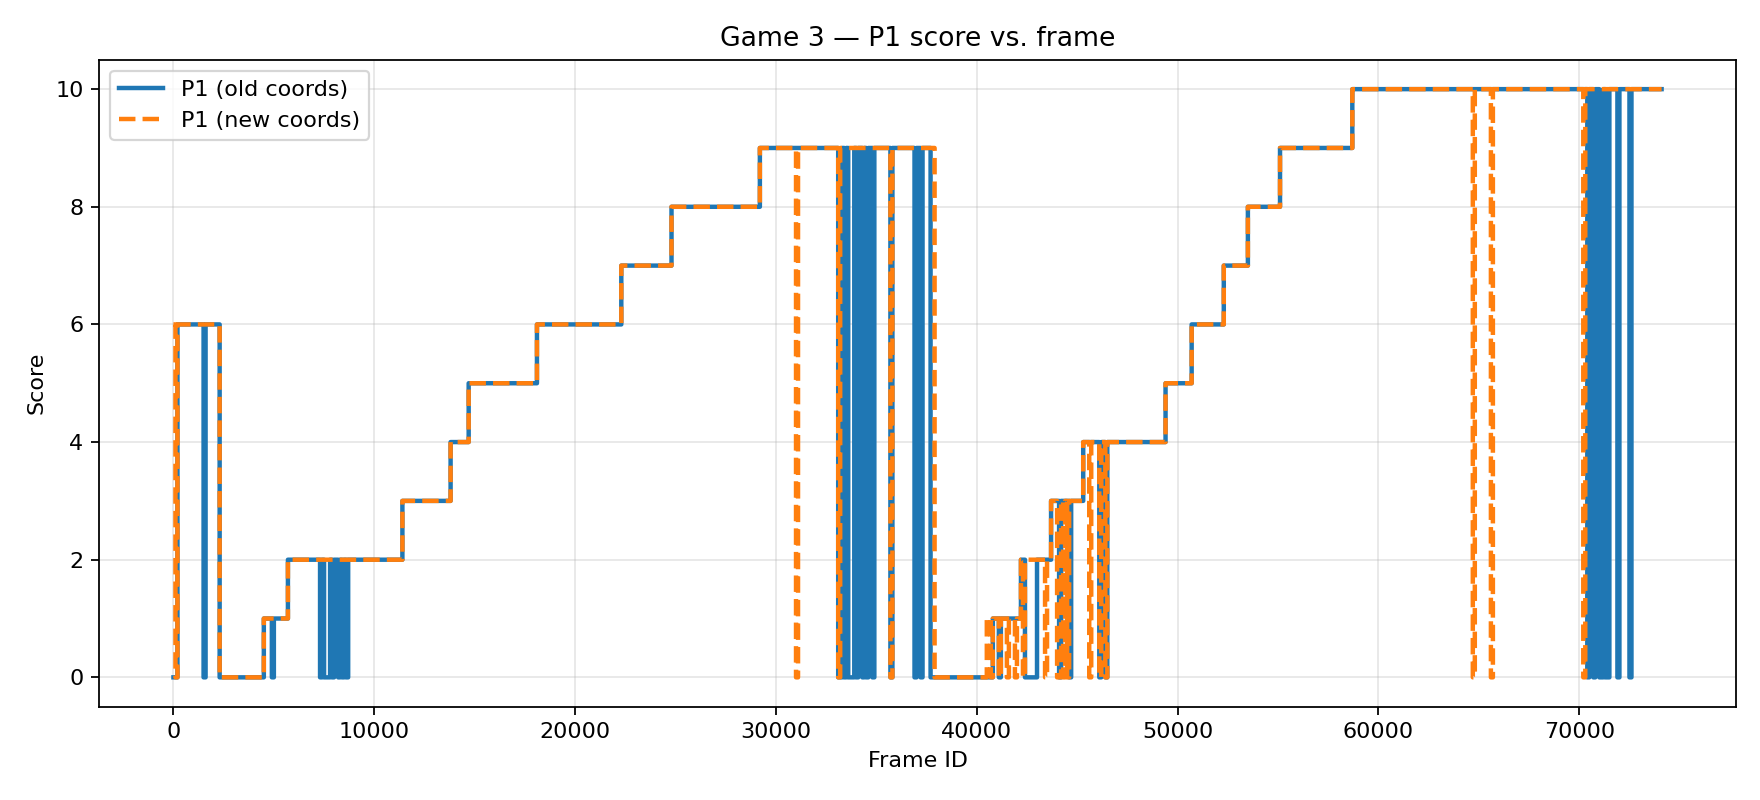 Game 3 — P1 score vs. frame
P1 (old coords)
P1 (new coords)
Score
10
8
6
4
2
0
0 10000 20000 30000 40000 50000 60000 70000
Frame ID